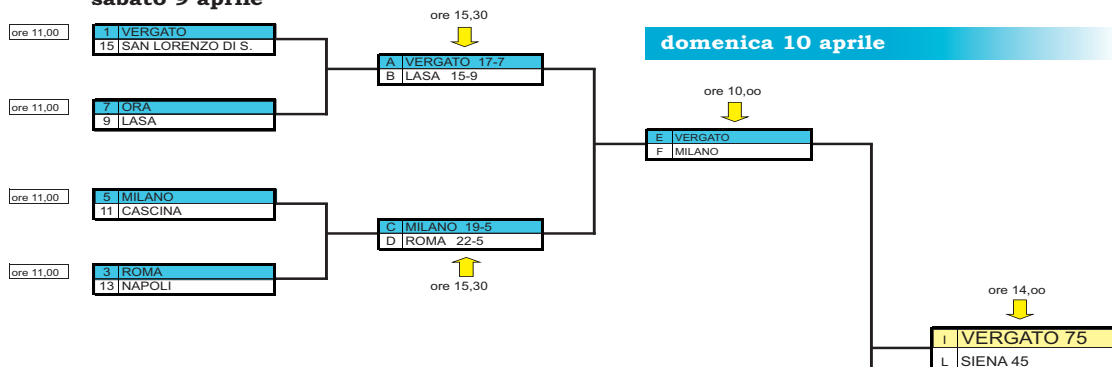 sabato 9 aprile
ore 15,30
ore 11,00
1 VERGATO
15 SAN LORENZO DI S.
A VERGATO 17-7
B LASA 15-9
domenica 10 aprile
ore 11,00
7 ORA
9 LASA
ore 10,oo
E VERGATO
F MILANO
ore 11,00
5 MILANO
11 CASCINA
C MILANO 19-5
D ROMA 22-5
ore 11,00
3 ROMA
13 NAPOLI
ore 15,30
ore 14,oo
I VERGATO 75
L SIENA 45